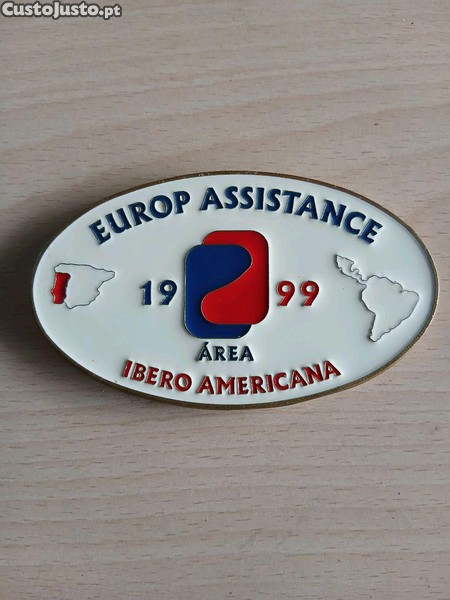 CustoJusto.pt
EUROP ASSISTANCE
19 99
ÁREA
IBERO AMERICANA